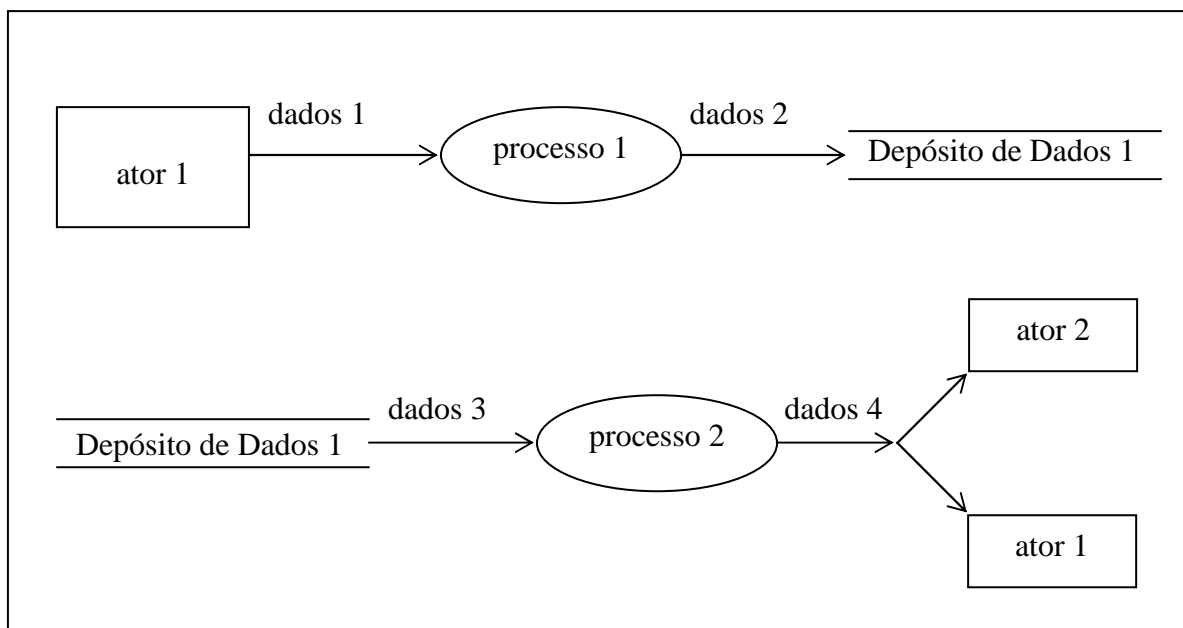 ator 1
dados 1
processo 1
dados 2
Depósito de Dados 1
Depósito de Dados 1
dados 3
processo 2
dados 4
ator 2
ator 1